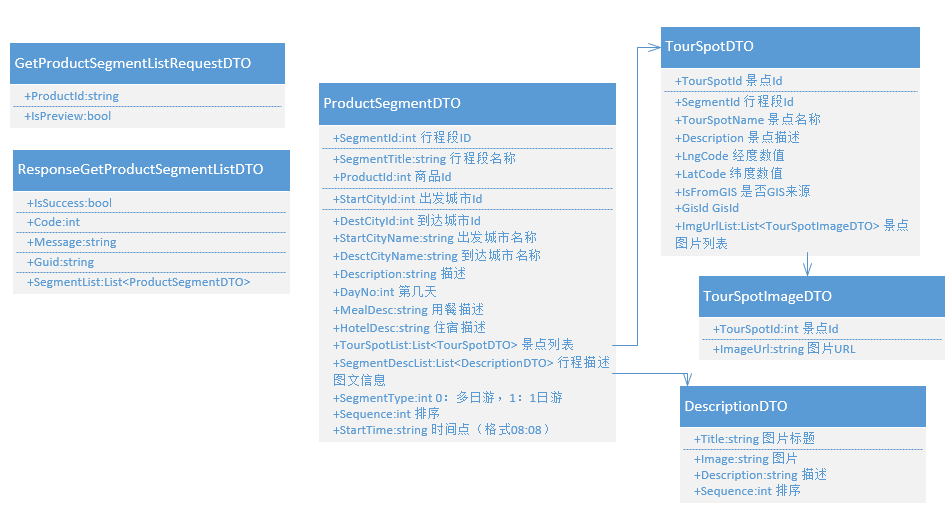 GetProductSegmentListRequestDTO
+ProductId:string
+IsPreview:bool
ResponseGetProductSegmentListDTO
+IsSuccess:bool
+Code:int
+Message:string
+Guid:string
+SegmentList:List<ProductSegmentDTO>
ProductSegmentDTO
+SegmentId:int 行程段ID
+SegmentTitle:string 行程段名称
+ProductId:int 商品Id
+StartCityId:int 出发城市Id
+DestCityId:int 到达城市Id
+StartCityName:string 出发城市名称
+DesctCityName:string 到达城市名称
+Description:string 描述
+DayNo:int 第几天
+MealDesc:string 用餐描述
+HotelDesc:string 住宿描述
+TourSpotList:List<TourSpotDTO> 景点列表
+SegmentDescList:List<DescriptionDTO> 行程描述
图文信息
+SegmentType:int 0：多日游，1：1日游
+Sequence:int 排序
+StartTime:string 时间点（格式08:08）
TourSpotDTO
+TourSpotId 景点Id
+SegmentId 行程段Id
+TourSpotName 景点名称
+Description 景点描述
+LngCode 经度数值
+LatCode 纬度数值
+IsFromGIS 是否GIS来源
+GisId GisId
+ImgUrlList:List<TourSpotImageDTO> 景点
图片列表
TourSpotImageDTO
+TourSpotId:int 景点Id
+ImageUrl:string 图片URL
DescriptionDTO
+Title:string 图片标题
+Image:string 图片
+Description:string 描述
+Sequence:int 排序